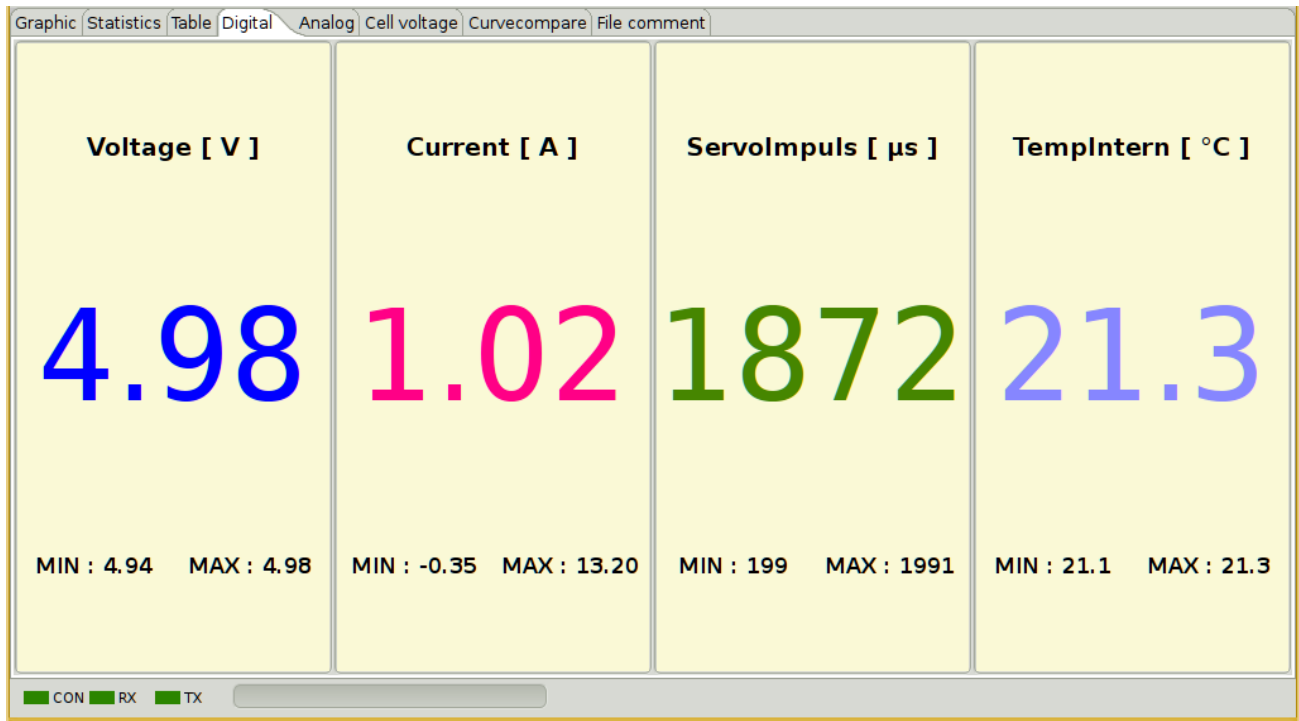 Graphic Statistics Table Digital Analog Cell voltage Curvecompare File comment
Voltage [ V ] Current [ A ] ServoImpuls [ µs ] TempIntern [ °C ]
4.98 1.02 1872 21.3
MIN : 4.94 MAX : 4.98 MIN : -0.35 MAX : 13.20 MIN : 199 MAX : 1991 MIN : 21.1 MAX : 21.3
CON RX TX